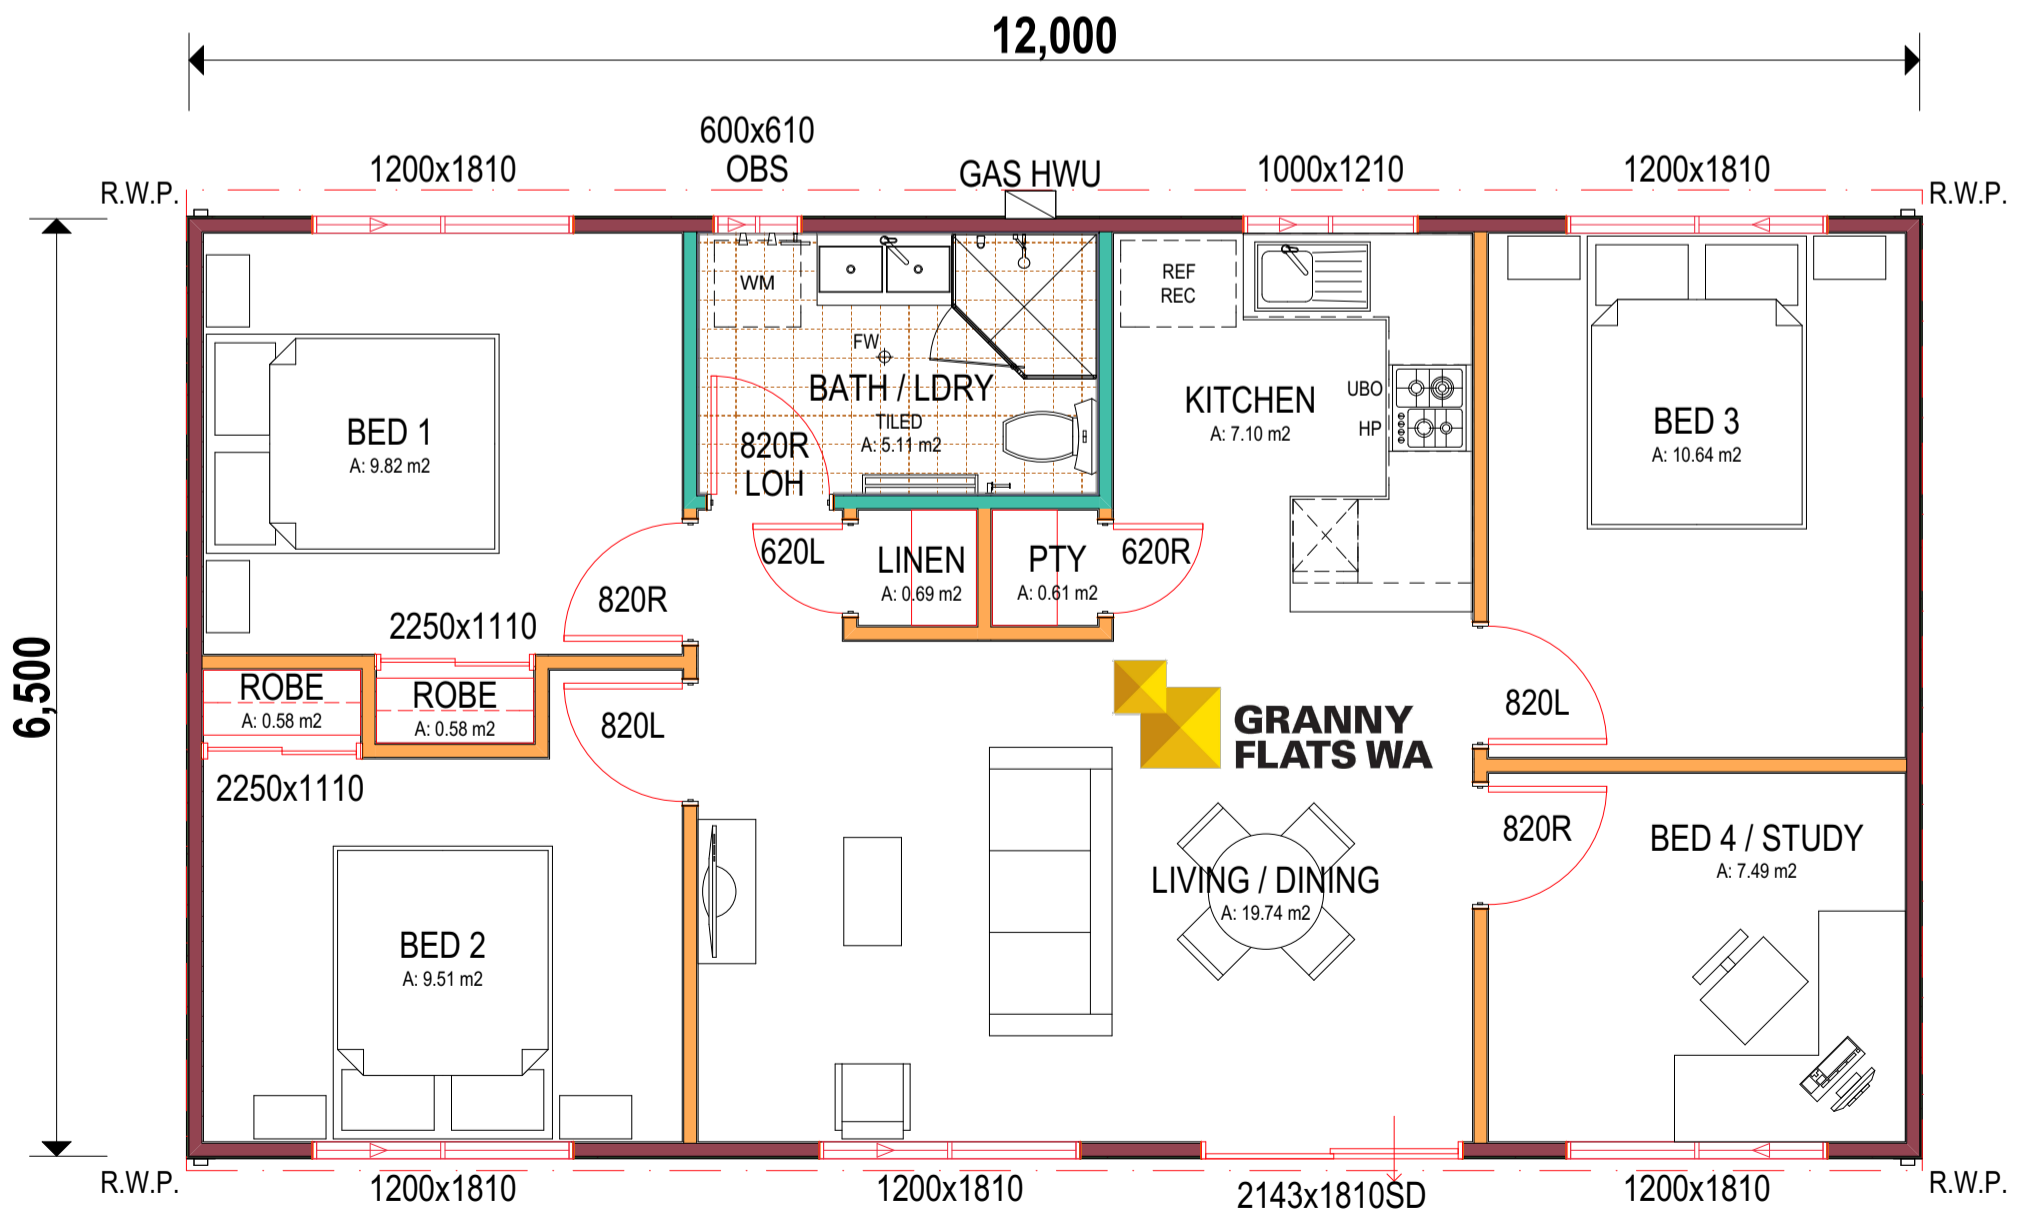 12,000
600x610
OBS
1200x1810
GAS HWU
1000x1210
1200x1810
R.W.P.
R.W.P.
WM
REF
REC
FW
BATH / LDRY
TILED
A: 5.11 m2
820R
LOH
KITCHEN
A: 7.10 m2
UBO
HP
BED 1
A: 9.82 m2
BED 3
A: 10.64 m2
620L
LINEN
A: 0.69 m2
PTY
A: 0.61 m2
620R
820R
2250x1110
6,500
ROBE
A: 0.58 m2
ROBE
A: 0.58 m2
820L
2250x1110
GRANNY
FLATS WA
820L
820R
BED 4 / STUDY
A: 7.49 m2
LIVING / DINING
A: 19.74 m2
BED 2
A: 9.51 m2
R.W.P.
1200x1810
1200x1810
2143x1810SD
1200x1810
R.W.P.